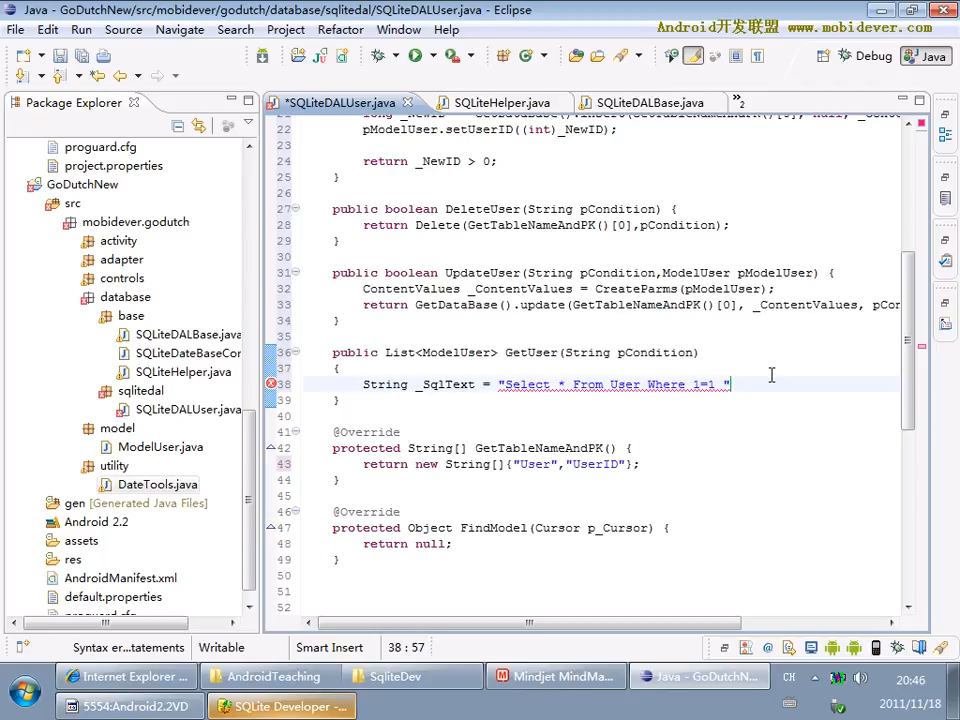 Java - GoDutchNew/src/mobidever/godutch/database/sqlitedal/SQLiteDALUser.java - Eclipse
Android开发联盟 www.mobidever.com
File Edit Source Navigate Search Project Refactor Window Help
Debug Java
Package Explorer
*SQLiteDALUser.java SQLiteHelper.java SQLiteDALBase.java »2
proguard.cfg
project.properties
GoDutchNew
src
mobidever.godutch
activity
adapter
controls
database
base
SQLiteDALBase.java
SQLiteDateBaseCor
SQLiteHelper.java
sqlitedal
SQLiteDALUser.java
model
ModelUser.java
utility
DateTools.java
gen [Generated Java Files]
Android 2.2
assets
res
AndroidManifest.xml
default.properties
22 pModelUser.setUserID((int)_NewID);
23
24 return _NewID > 0;
25 }
26
27 public boolean DeleteUser(String pCondition) {
28 return Delete(GetTableNameAndPK()[0],pCondition);
29 }
30
31 public boolean UpdateUser(String pCondition,ModelUser pModelUser) {
32 ContentValues _ContentValues = CreateParms(pModelUser);
33 return GetDataBase().update(GetTableNameAndPK()[0], _ContentValues, pCon
34 }
35
36 public List<ModelUser> GetUser(String pCondition)
37 {
38 String _SqlText = "Select * From User Where 1=1 "
39 }
40
41 @Override
42 protected String[] GetTableNameAndPK() {
43 return new String[]{"User","UserID"};
44 }
45
46 @Override
47 protected Object FindModel(Cursor p_Cursor) {
48 return null;
49 }
50
51
52
Syntax er...tatements Writable Smart Insert 38 : 57
Internet Explorer ... AndroidTeaching SqliteDev Mindjet MindMa... Java - GoDutchN... CH 20:46
5554:Android2.2VD SQLite Developer -... 2011/11/18